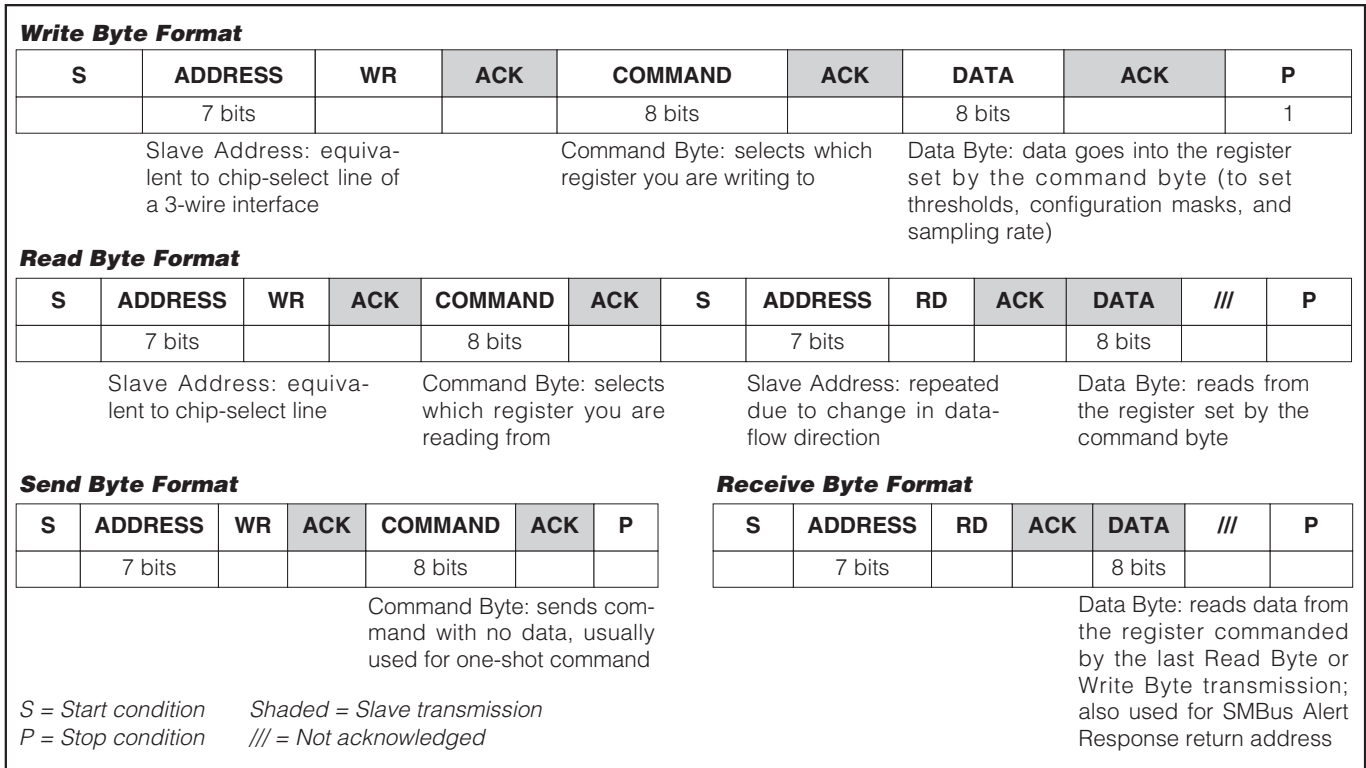 Write Byte Format
S ADDRESS WR ACK COMMAND ACK DATA ACK P
7 bits 8 bits 8 bits 1
Slave Address: equiva-
lent to chip-select line of
a 3-wire interface
Command Byte: selects which
register you are writing to
Data Byte: data goes into the register
set by the command byte (to set
thresholds, configuration masks, and
sampling rate)
Read Byte Format
S ADDRESS WR ACK COMMAND ACK S ADDRESS RD ACK DATA /// P
7 bits 8 bits 7 bits 8 bits
Slave Address: equiva-
lent to chip-select line
Command Byte: selects
which register you are
reading from
Slave Address: repeated
due to change in data-
flow direction
Data Byte: reads from
the register set by the
command byte
Send Byte Format
S ADDRESS WR ACK COMMAND ACK P
7 bits 8 bits
Command Byte: sends com-
mand with no data, usually
used for one-shot command
Receive Byte Format
S ADDRESS RD ACK DATA /// P
7 bits 8 bits
Data Byte: reads data from
the register commanded
by the last Read Byte or
Write Byte transmission;
also used for SMBus Alert
Response return address
S = Start condition Shaded = Slave transmission
P = Stop condition /// = Not acknowledged